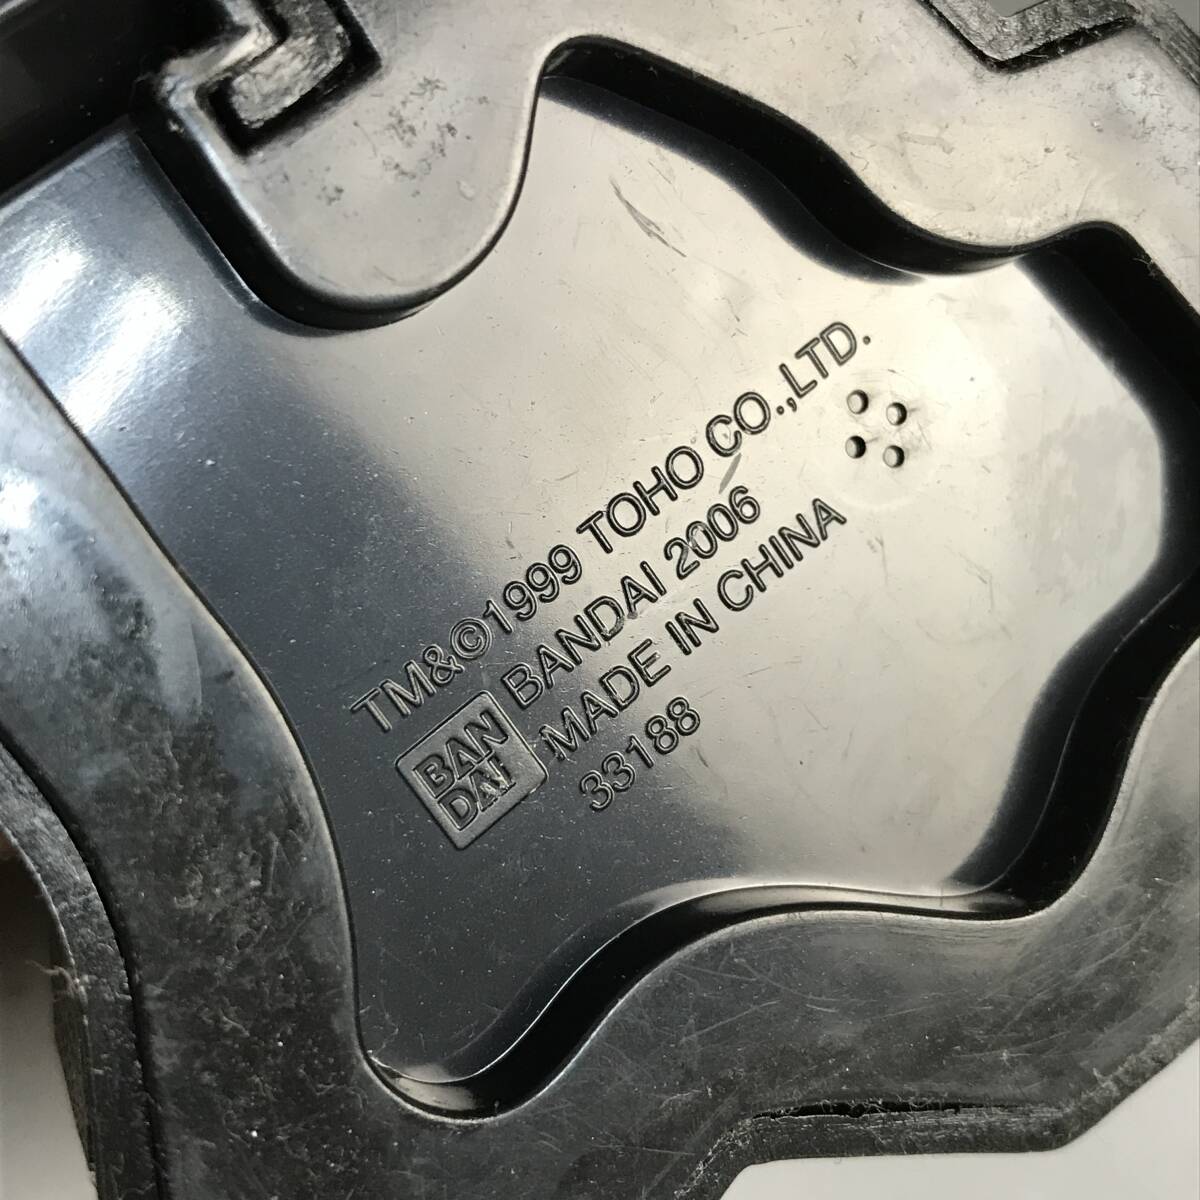 TM&©1999 TOHO CO.,LTD.
BAN
DAI
BANDAI 2006
MADE IN CHINA
33188